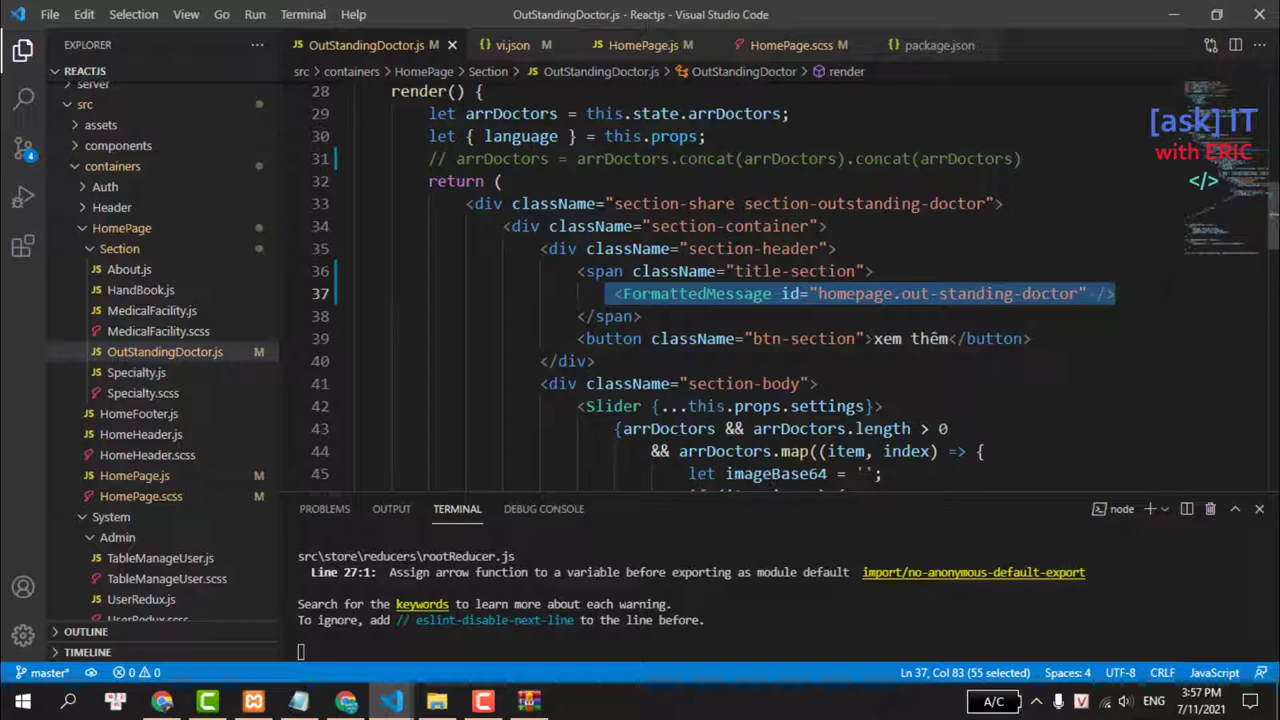 File Edit Selection View Go Run Terminal Help OutStandingDoctor.js - Reactjs - Visual Studio Code
EXPLORER
REACTJS
server
src
assets
components
containers
Auth
Header
HomePage
Section
About.js
HandBook.js
MedicalFacility.js
MedicalFacility.scss
OutStandingDoctor.js M
Specialty.js
Specialty.scss
HomeFooter.js
HomeHeader.js
HomeHeader.scss
HomePage.js M
HomePage.scss M
System
Admin
TableManageUser.js
TableManageUser.scss
UserRedux.js
UserRedux.scss
OUTLINE
TIMELINE
OutStandingDoctor.js M vi.json M HomePage.js M HomePage.scss M package.json
src > containers > HomePage > Section > OutStandingDoctor.js > OutStandingDoctor > render
28 render() {
29 let arrDoctors = this.state.arrDoctors;
30 let { language } = this.props;
31 // arrDoctors = arrDoctors.concat(arrDoctors).concat(arrDoctors)
32 return (
33 <div className="section-share section-outstanding-doctor">
34 <div className="section-container">
35 <div className="section-header">
36 <span className="title-section">
37 <FormattedMessage id="homepage.out-standing-doctor" />
38 </span>
39 <button className="btn-section">xem thêm</button>
40 </div>
41 <div className="section-body">
42 <Slider {...this.props.settings}>
43 {arrDoctors && arrDoctors.length > 0
44 && arrDoctors.map((item, index) => {
45 let imageBase64 = '';
[ask] IT
with ERIC
</>
PROBLEMS OUTPUT TERMINAL DEBUG CONSOLE node
src\store\reducers\rootReducer.js
Line 27:1: Assign arrow function to a variable before exporting as module default import/no-anonymous-default-export
Search for the keywords to learn more about each warning.
To ignore, add // eslint-disable-next-line to the line before.
master* 0 0 Ln 37, Col 83 (55 selected) Spaces: 4 UTF-8 CRLF JavaScript
4
A/C V ENG 3:57 PM
7/11/2021